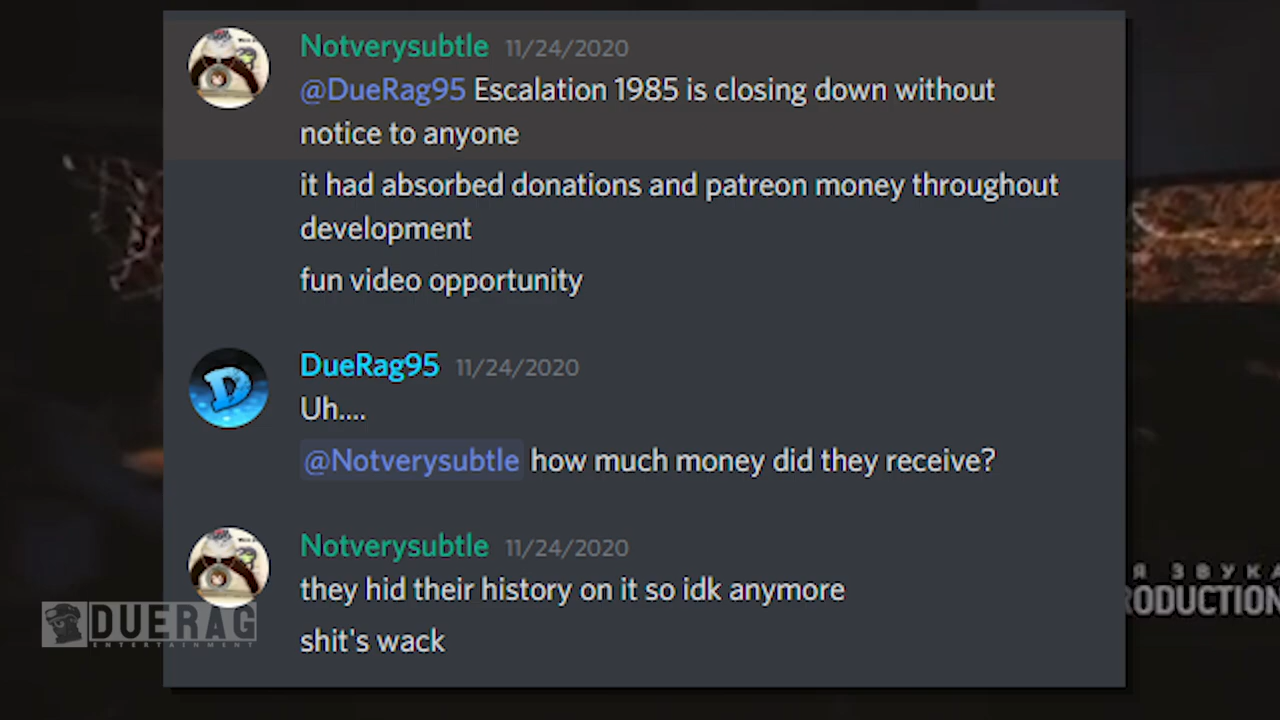 Notverysubtle 11/24/2020
@DueRag95 Escalation 1985 is closing down without
notice to anyone
it had absorbed donations and patreon money throughout
development
fun video opportunity
DueRag95 11/24/2020
Uh....
@Notverysubtle how much money did they receive?
Notverysubtle 11/24/2020
they hid their history on it so idk anymore
shit's wack
DUERAG
ENTERTAINMENT
Я ЗВУКА
RODUCTION